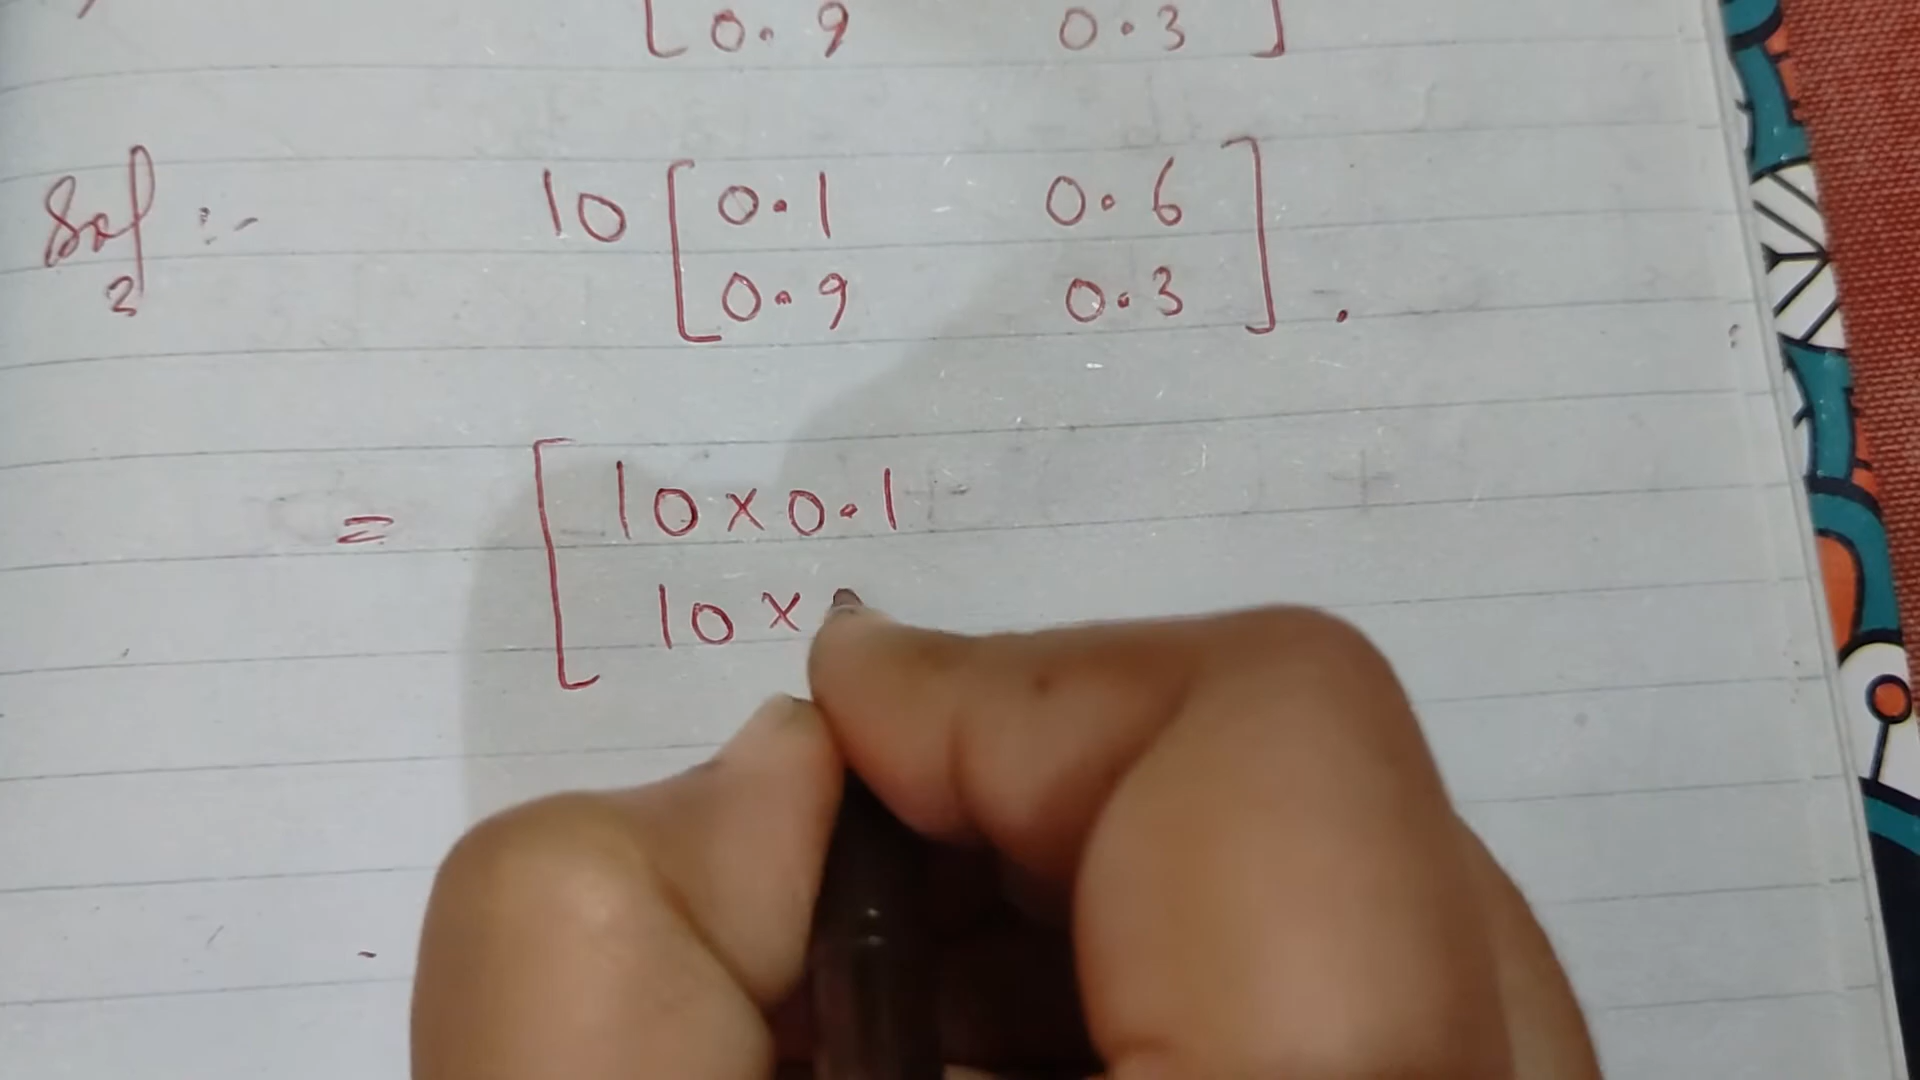 [0.9 0.3]
Sol :- 10 [0.1 0.6
0.9 0.3] .
= [10×0.1
10×